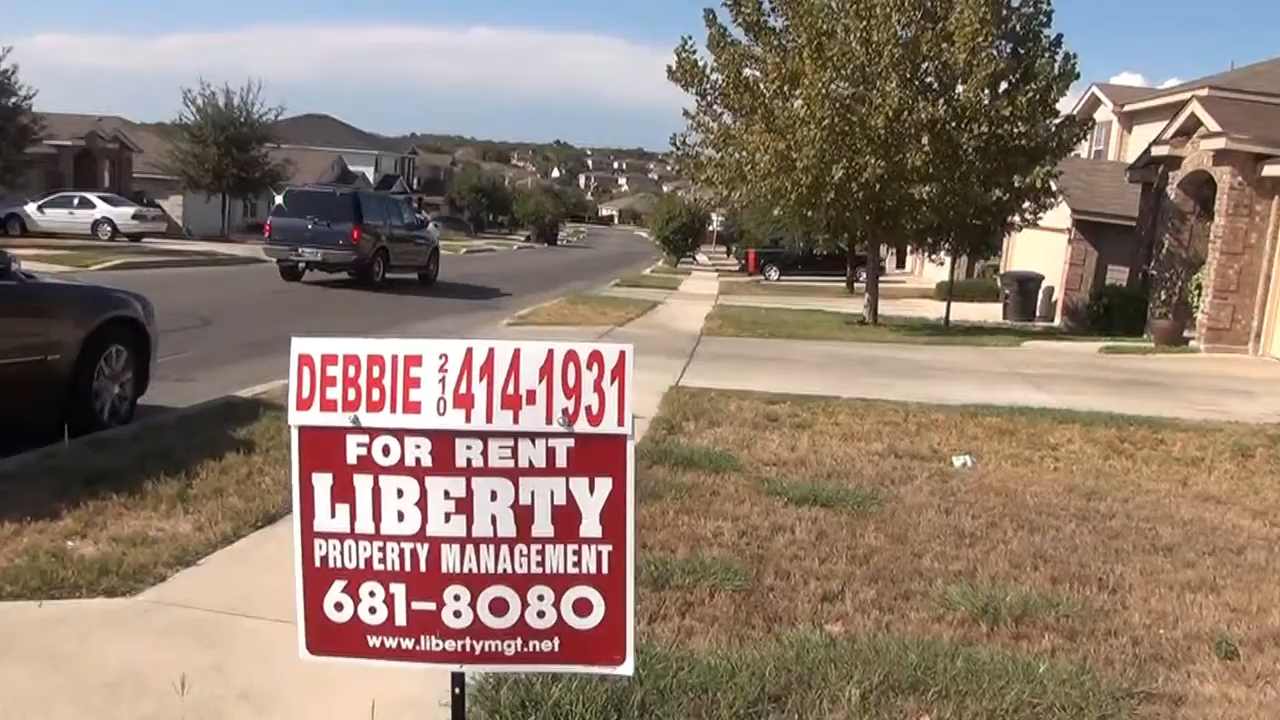 DEBBIE 210 414-1931
FOR RENT
LIBERTY
PROPERTY MANAGEMENT
681-8080
www.libertymgt.net